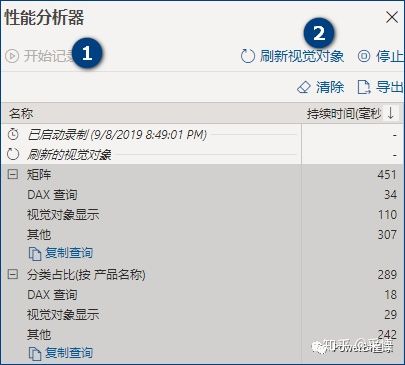 性能分析器
开始记 1
2
刷新视觉对象 停止
清除 导出
名称 持续时间(毫秒) ↓
已启动录制 (9/8/2019 8:49:01 PM) -
刷新的视觉对象 -
矩阵 451
DAX 查询 34
视觉对象显示 110
其他 307
复制查询
分类占比(按 产品名称) 289
DAX 查询 18
视觉对象显示 29
其他 242
复制查询
知乎